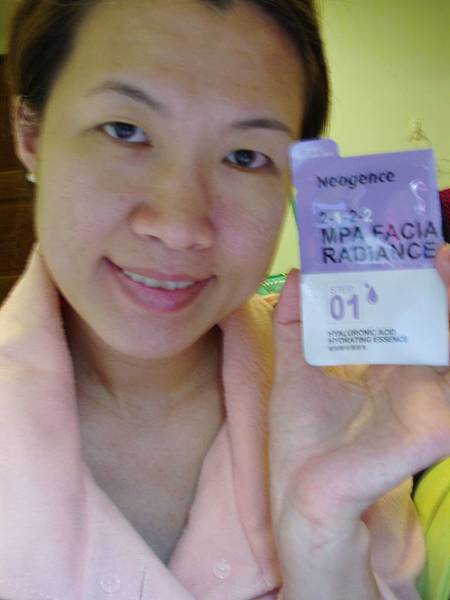 Neogence
2-1-2-2
MPA FACIA
RADIANCE
STEP
01
HYALURONIC ACID
HYDRATING ESSENCE